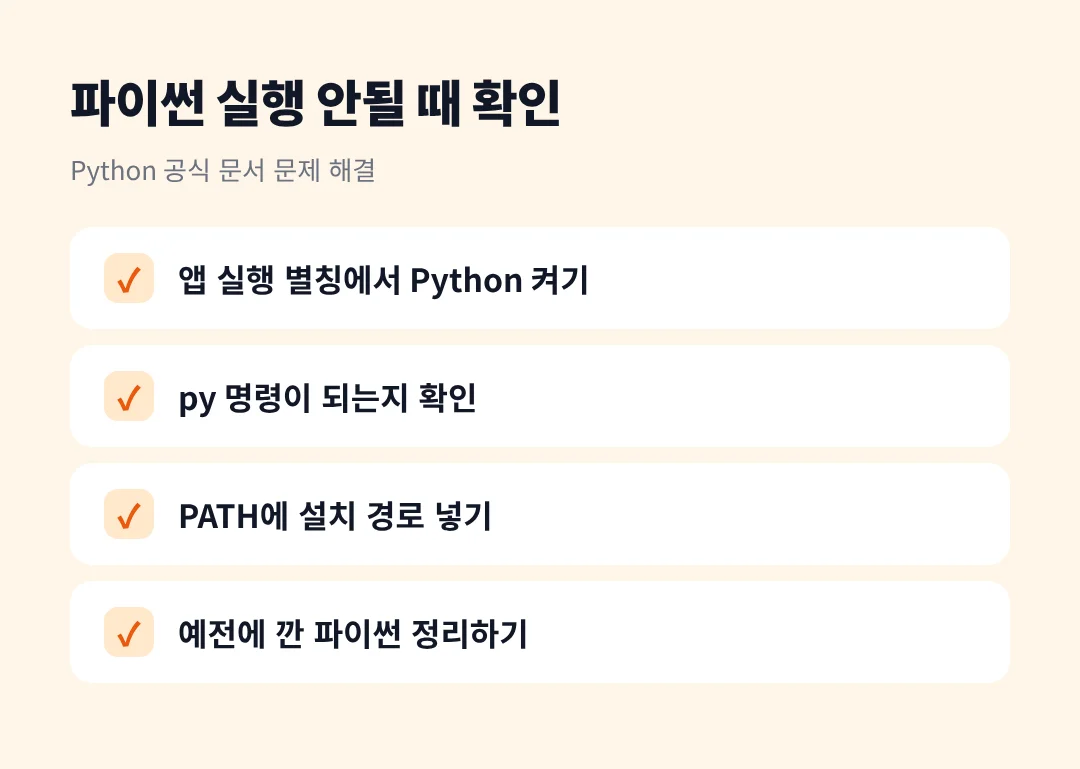 파이썬 실행 안될 때 확인
Python 공식 문서 문제 해결
✓ 앱 실행 별칭에서 Python 켜기
✓ py 명령이 되는지 확인
✓ PATH에 설치 경로 넣기
✓ 예전에 깐 파이썬 정리하기